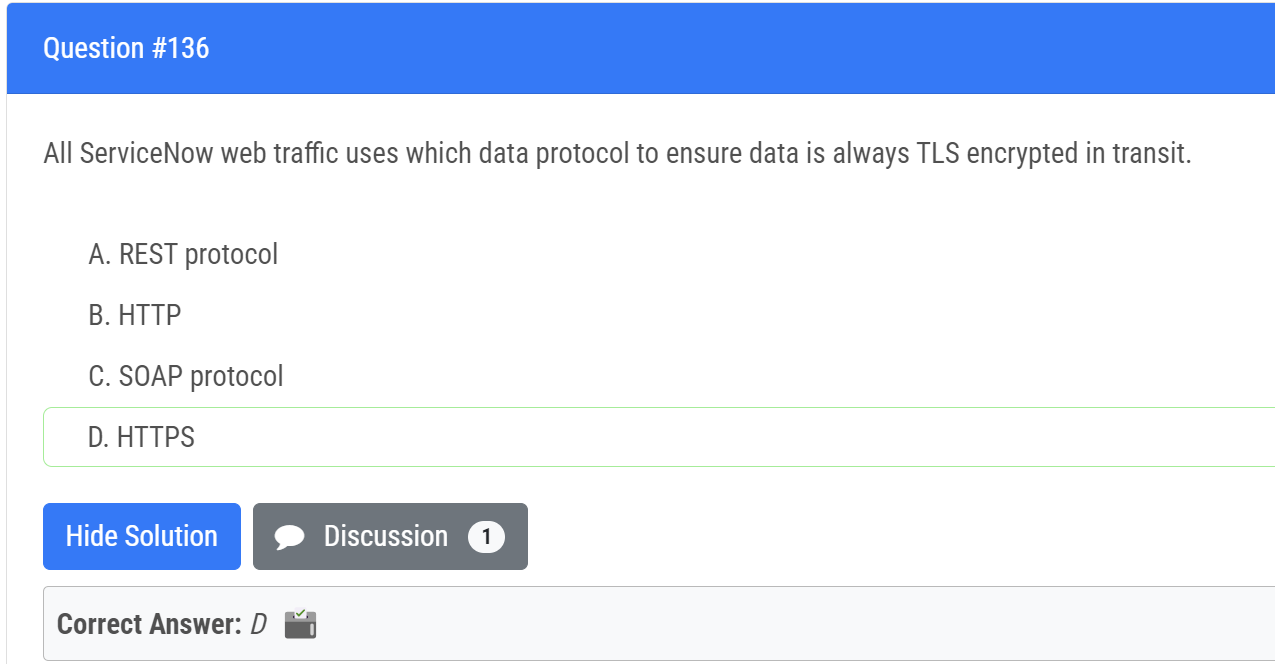 Question #136
All ServiceNow web traffic uses which data protocol to ensure data is always TLS encrypted in transit.
A. REST protocol
B. HTTP
C. SOAP protocol
D. HTTPS
Hide Solution Discussion 1
Correct Answer: D